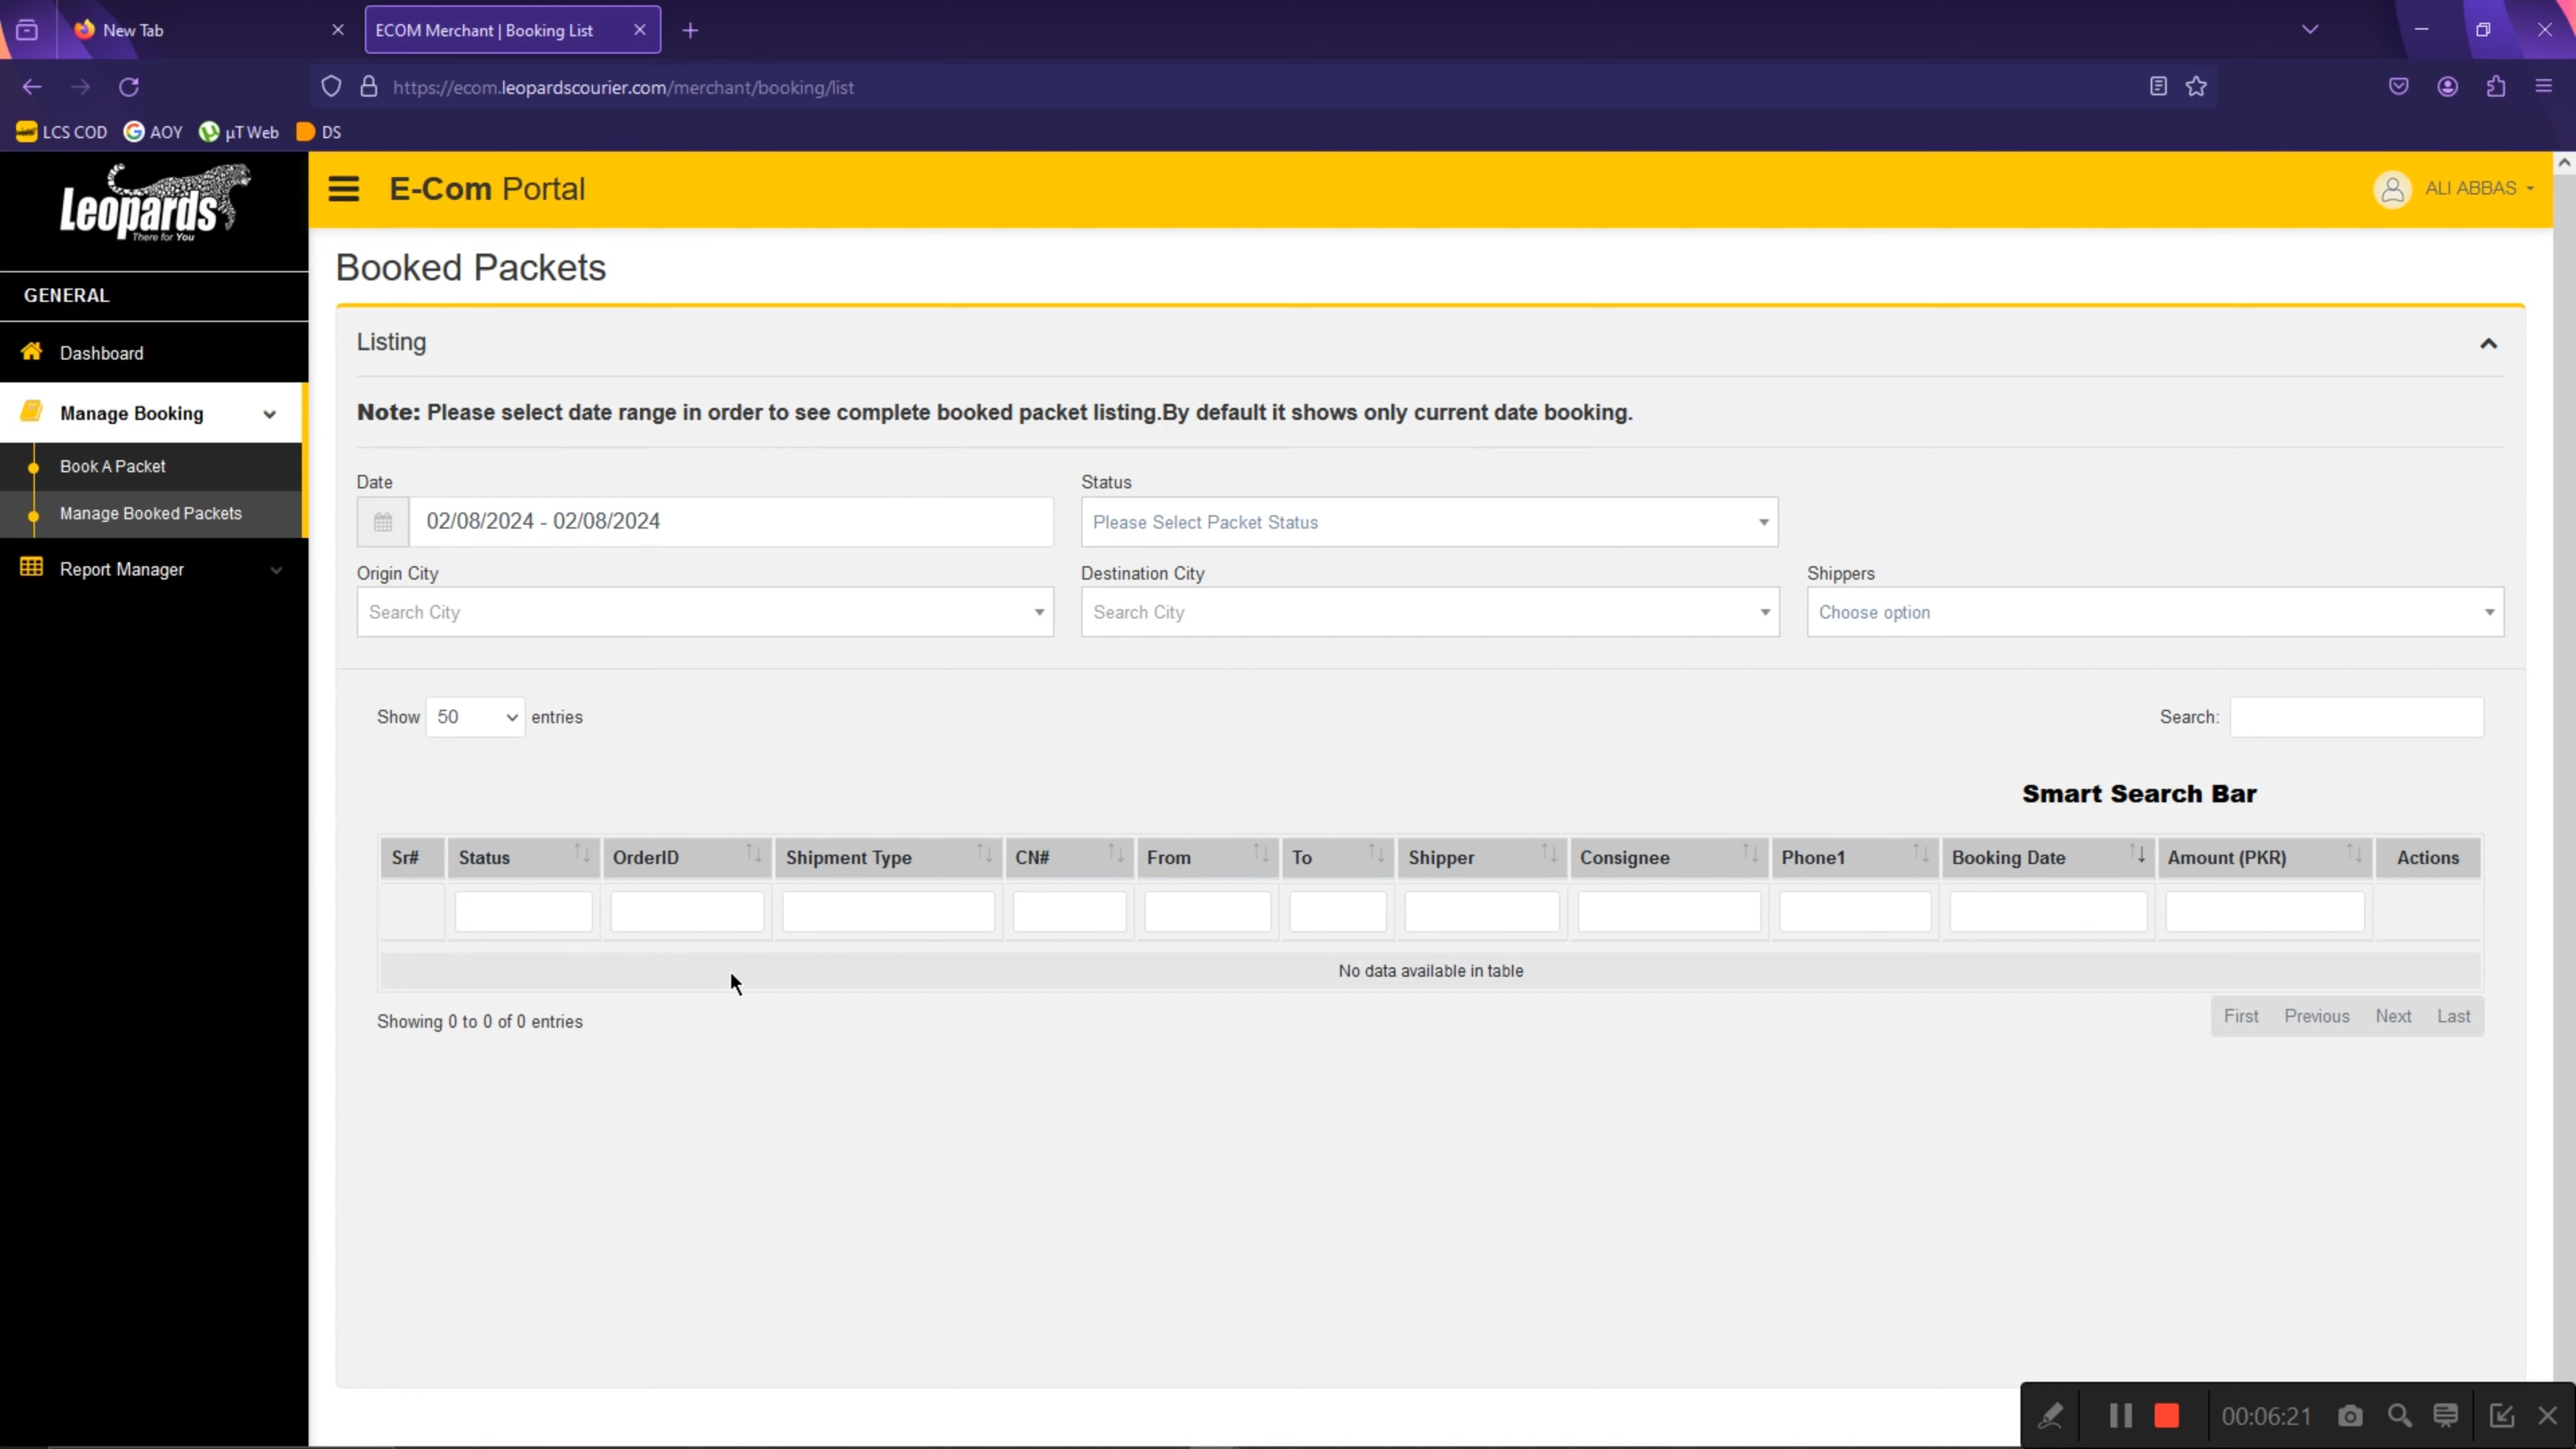 New Tab
ECOM Merchant | Booking List
https://ecom.leopardscourier.com/merchant/booking/list
LCS COD AOY µT Web DS
Leopards
There for You
E-Com Portal
ALI ABBAS
GENERAL
Dashboard
Manage Booking
Book A Packet
Manage Booked Packets
Report Manager
Booked Packets
Listing
Note: Please select date range in order to see complete booked packet listing.By default it shows only current date booking.
Date Status
02/08/2024 - 02/08/2024 Please Select Packet Status
Origin City Destination City Shippers
Search City Search City Choose option
Show 50 entries Search:
Smart Search Bar
Sr# Status OrderID Shipment Type CN# From To Shipper Consignee Phone1 Booking Date Amount (PKR) Actions
No data available in table
Showing 0 to 0 of 0 entries First Previous Next Last
00:06:21